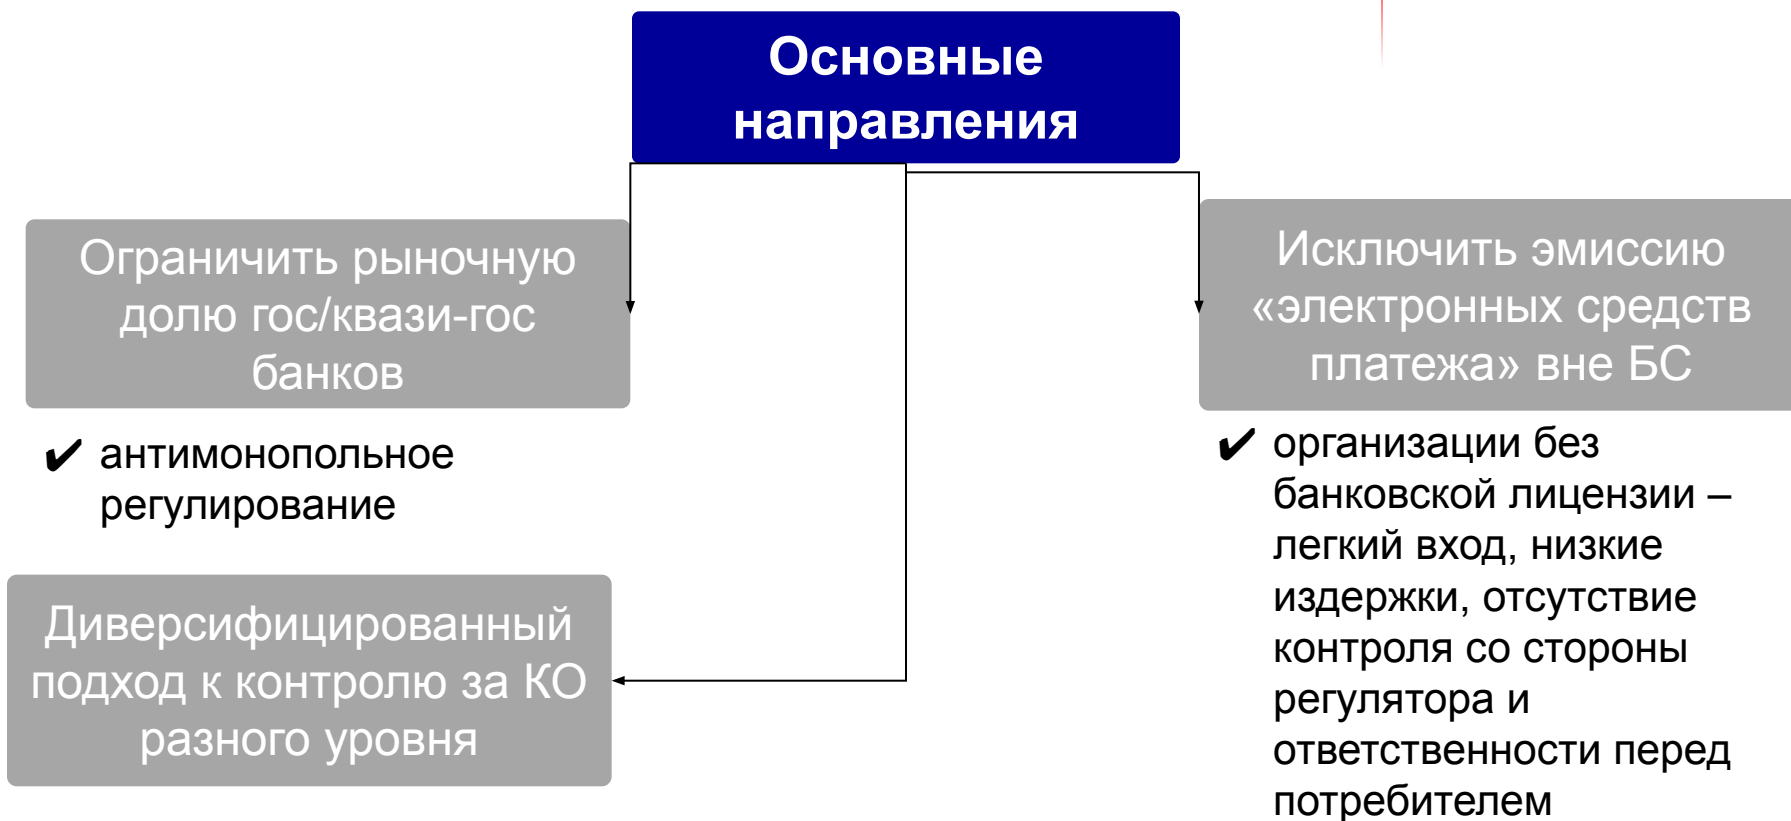 Основные
направления
Ограничить рыночную
долю гос/квази-гос
банков
✔ антимонопольное
регулирование
Диверсифицированный
подход к контролю за КО
разного уровня
Исключить эмиссию
«электронных средств
платежа» вне БС
✔ организации без
банковской лицензии –
легкий вход, низкие
издержки, отсутствие
контроля со стороны
регулятора и
ответственности перед
потребителем